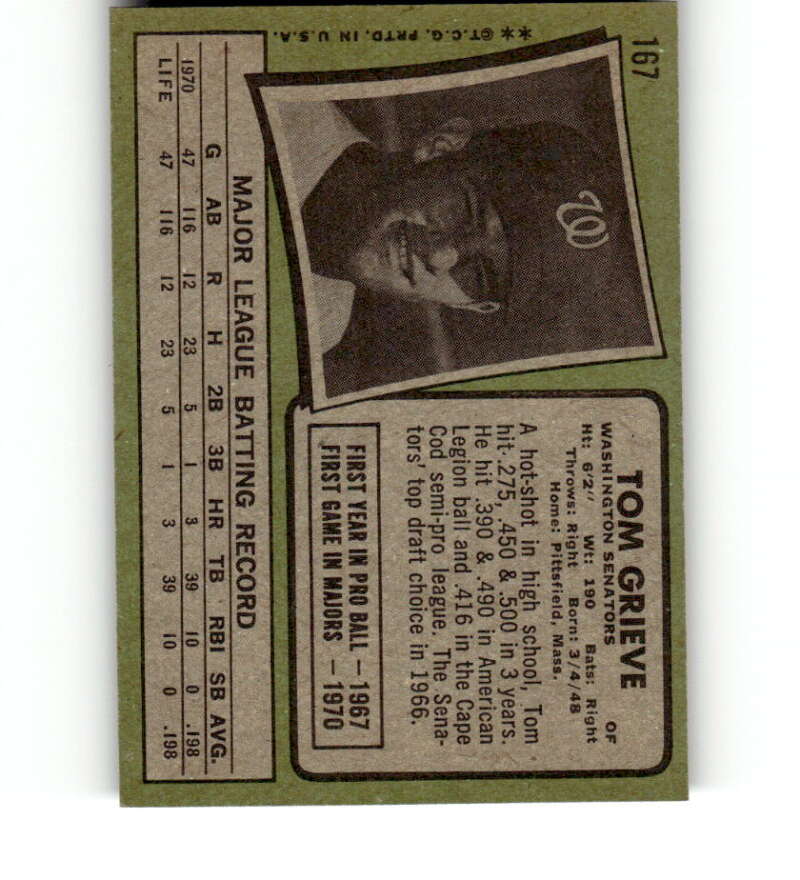 167
TOM GRIEVE
OF
WASHINGTON SENATORS
Ht: 6'2" Wt: 190 Bats: Right
Throws: Right Born: 3/4/48
Home: Pittsfield, Mass.
A hot-shot in high school, Tom
hit .275, .450 & .500 in 3 years.
He hit .390 & .490 in American
Legion ball and .416 in the Cape
Cod semi-pro league. The Sena-
tors' top draft choice in 1966.
FIRST YEAR IN PRO BALL — 1967
FIRST GAME IN MAJORS — 1970
W
MAJOR LEAGUE BATTING RECORD
G AB R H 2B 3B HR TB RBI SB AVG.
1970 47 116 12 23 5 1 3 39 10 0 .198
LIFE 47 116 12 23 5 1 3 39 10 0 .198
**©T.C.G. PRTD. IN U.S.A.